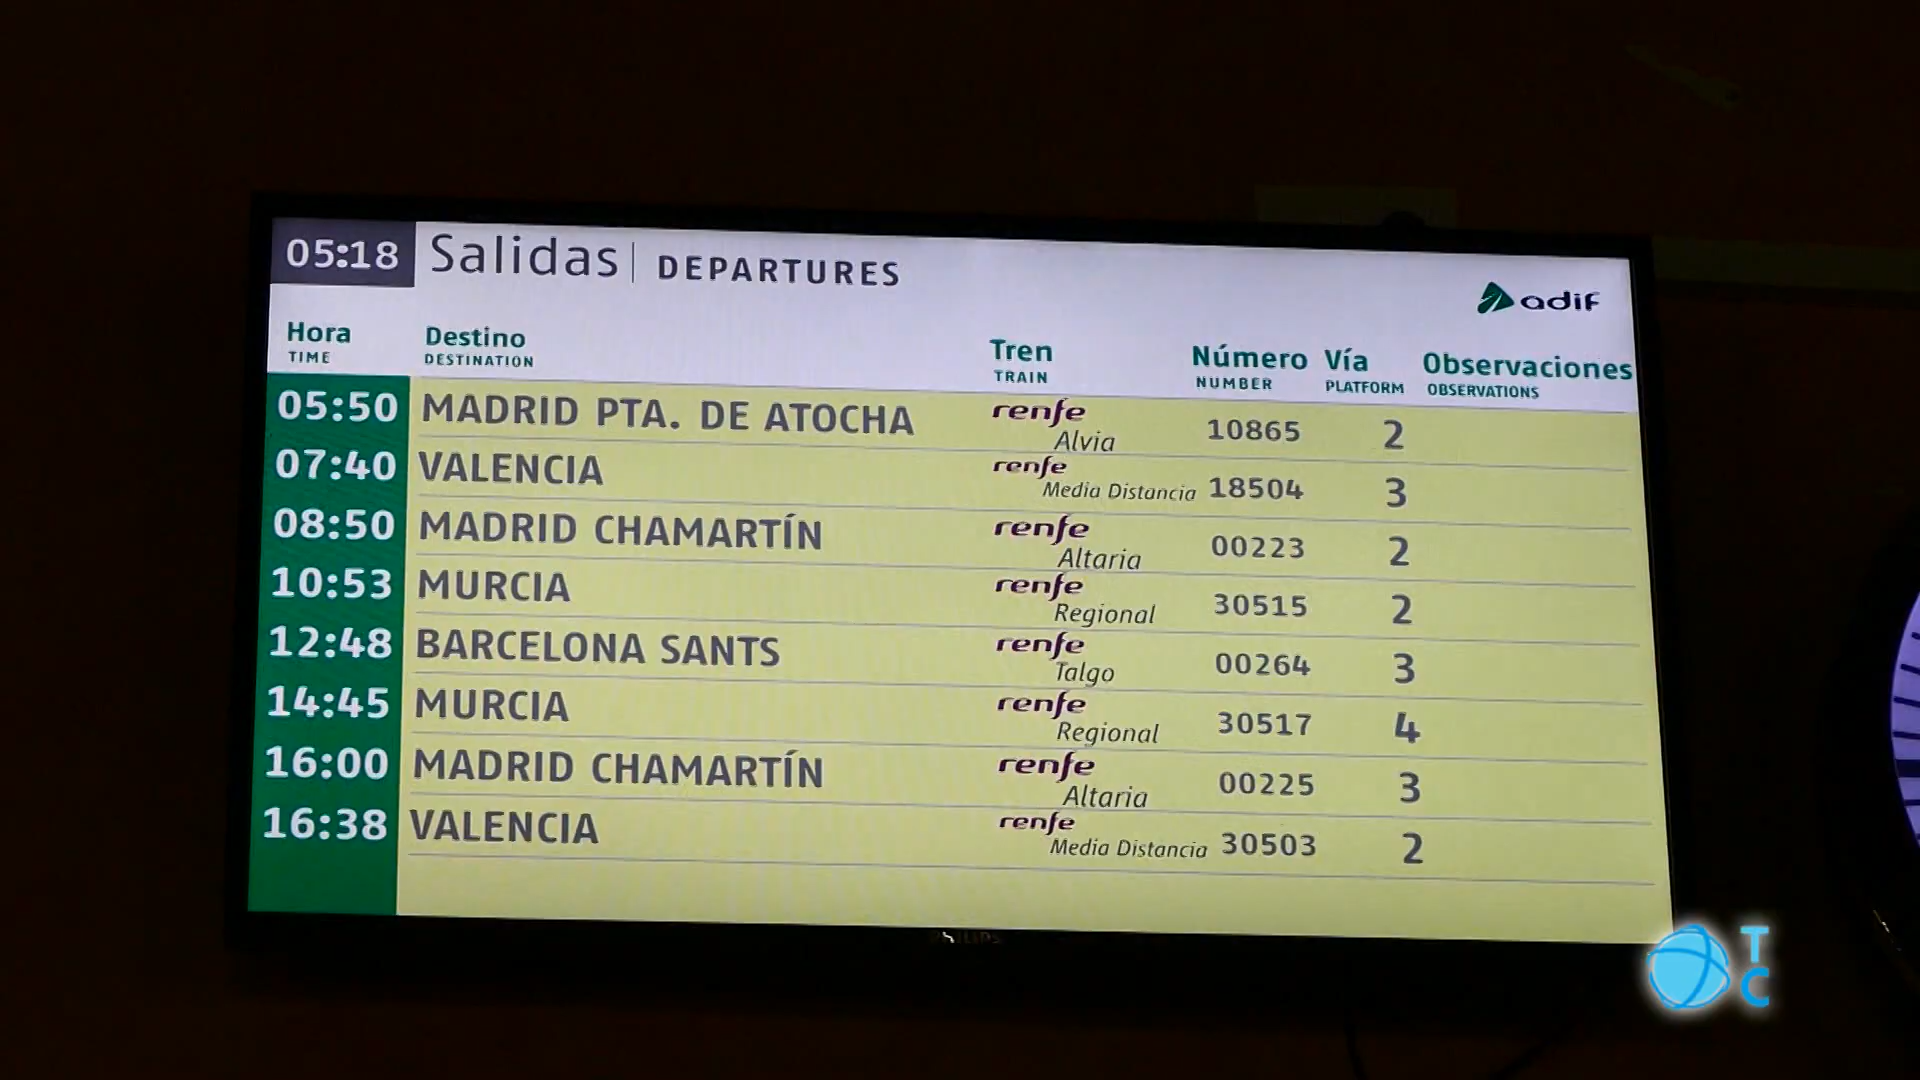 05:18 Salidas | DEPARTURES
adif
Hora Destino Tren Número Vía Observaciones
TIME DESTINATION TRAIN NUMBER PLATFORM OBSERVATIONS
05:50 MADRID PTA. DE ATOCHA renfe Alvia 10865 2
07:40 VALENCIA renfe Media Distancia 18504 3
08:50 MADRID CHAMARTÍN renfe Altaria 00223 2
10:53 MURCIA renfe Regional 30515 2
12:48 BARCELONA SANTS renfe Talgo 00264 3
14:45 MURCIA renfe Regional 30517 4
16:00 MADRID CHAMARTÍN renfe Altaria 00225 3
16:38 VALENCIA renfe Media Distancia 30503 2
PHILIPS
T
C